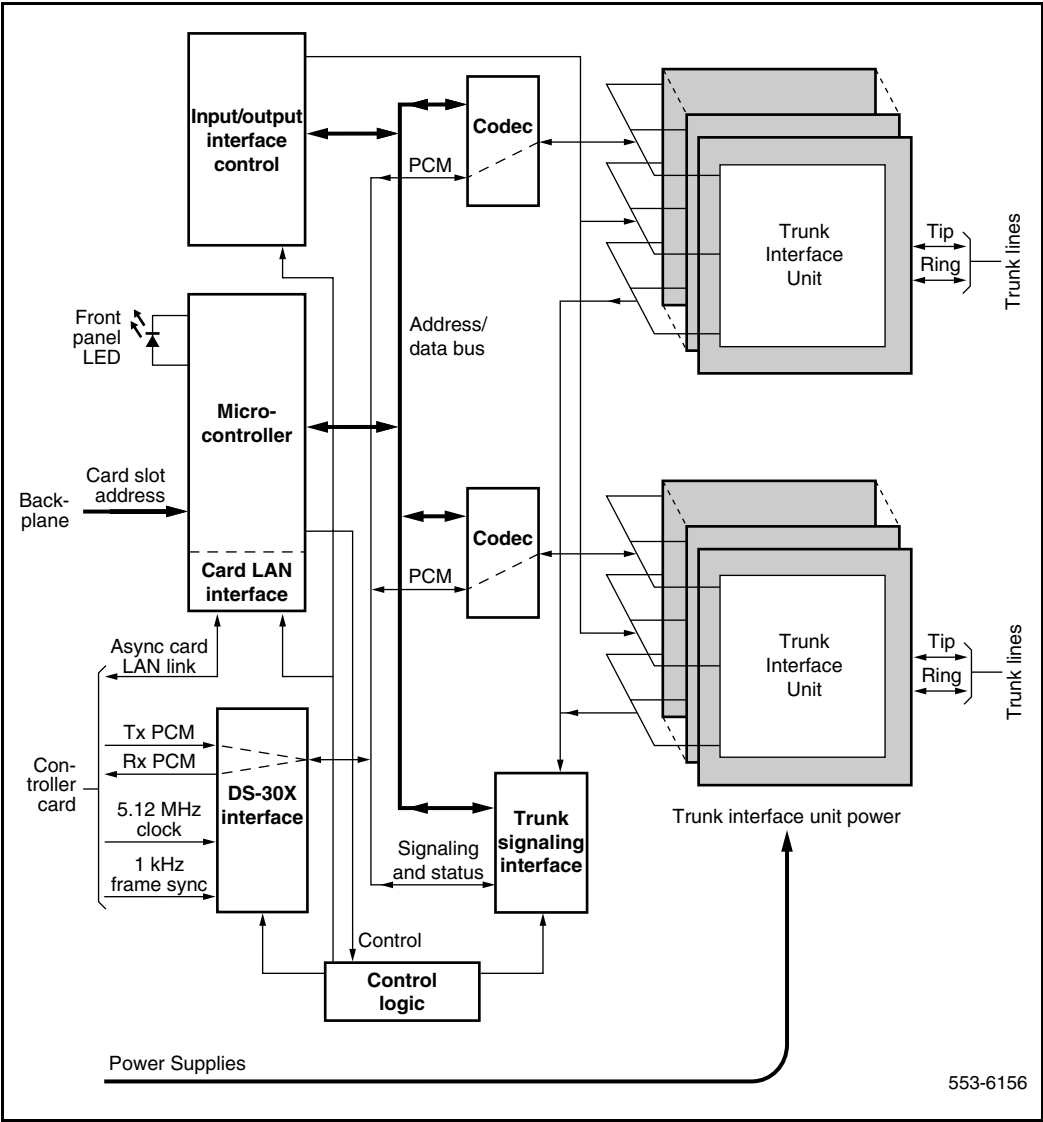 Input/output
interface
control
Codec
PCM
Trunk
Interface
Unit
Tip
Ring
Trunk lines
Front
panel
LED
Address/
data bus
Micro-
controller
Card slot
address
Back-
plane
Card LAN
interface
Codec
PCM
Trunk
Interface
Unit
Tip
Ring
Trunk lines
Async card
LAN link
Tx PCM
Rx PCM
Con-
troller
card
5.12 MHz
clock
1 kHz
frame sync
DS-30X
interface
Trunk
signaling
interface
Signaling
and status
Trunk interface unit power
Control
Control
logic
Power Supplies
553-6156